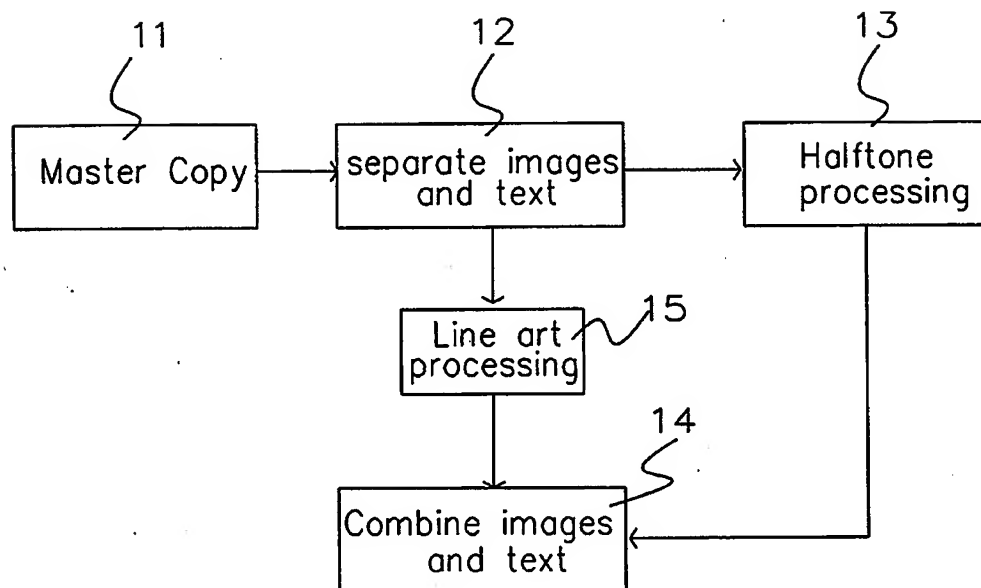 11
12
13
Master Copy
separate images
and text
Halftone
processing
Line art
processing
15
14
Combine images
and text